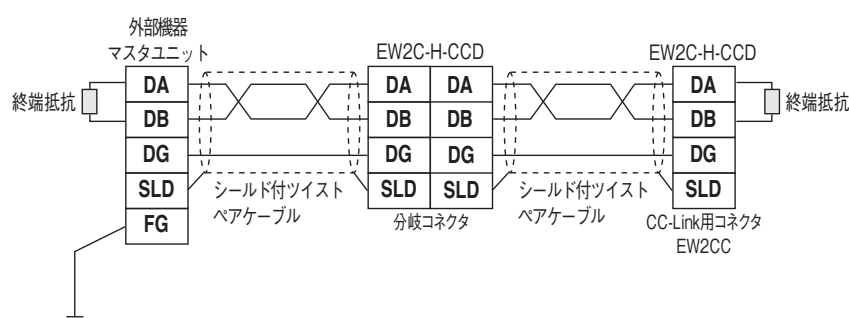 外部機器
マスタユニット
EW2C-H-CCD
EW2C-H-CCD
終端抵抗
DA
DB
DG
SLD
FG
シールド付ツイスト
ペアケーブル
DA DA
DB DB
DG DG
SLD SLD
分岐コネクタ
シールド付ツイスト
ペアケーブル
DA
DB
DG
SLD
終端抵抗
CC-Link用コネクタ
EW2CC